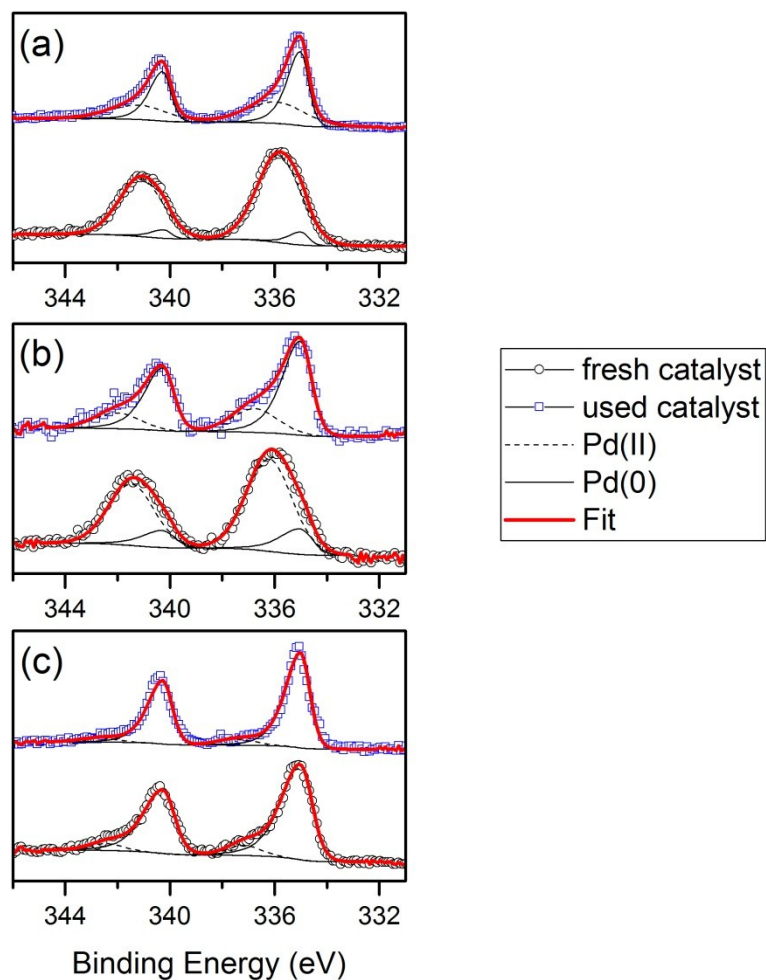 (a)
344 340 336 332
(b)
344 340 336 332
(c)
344 340 336 332
Binding Energy (eV)
fresh catalyst
used catalyst
Pd(II)
Pd(0)
Fit